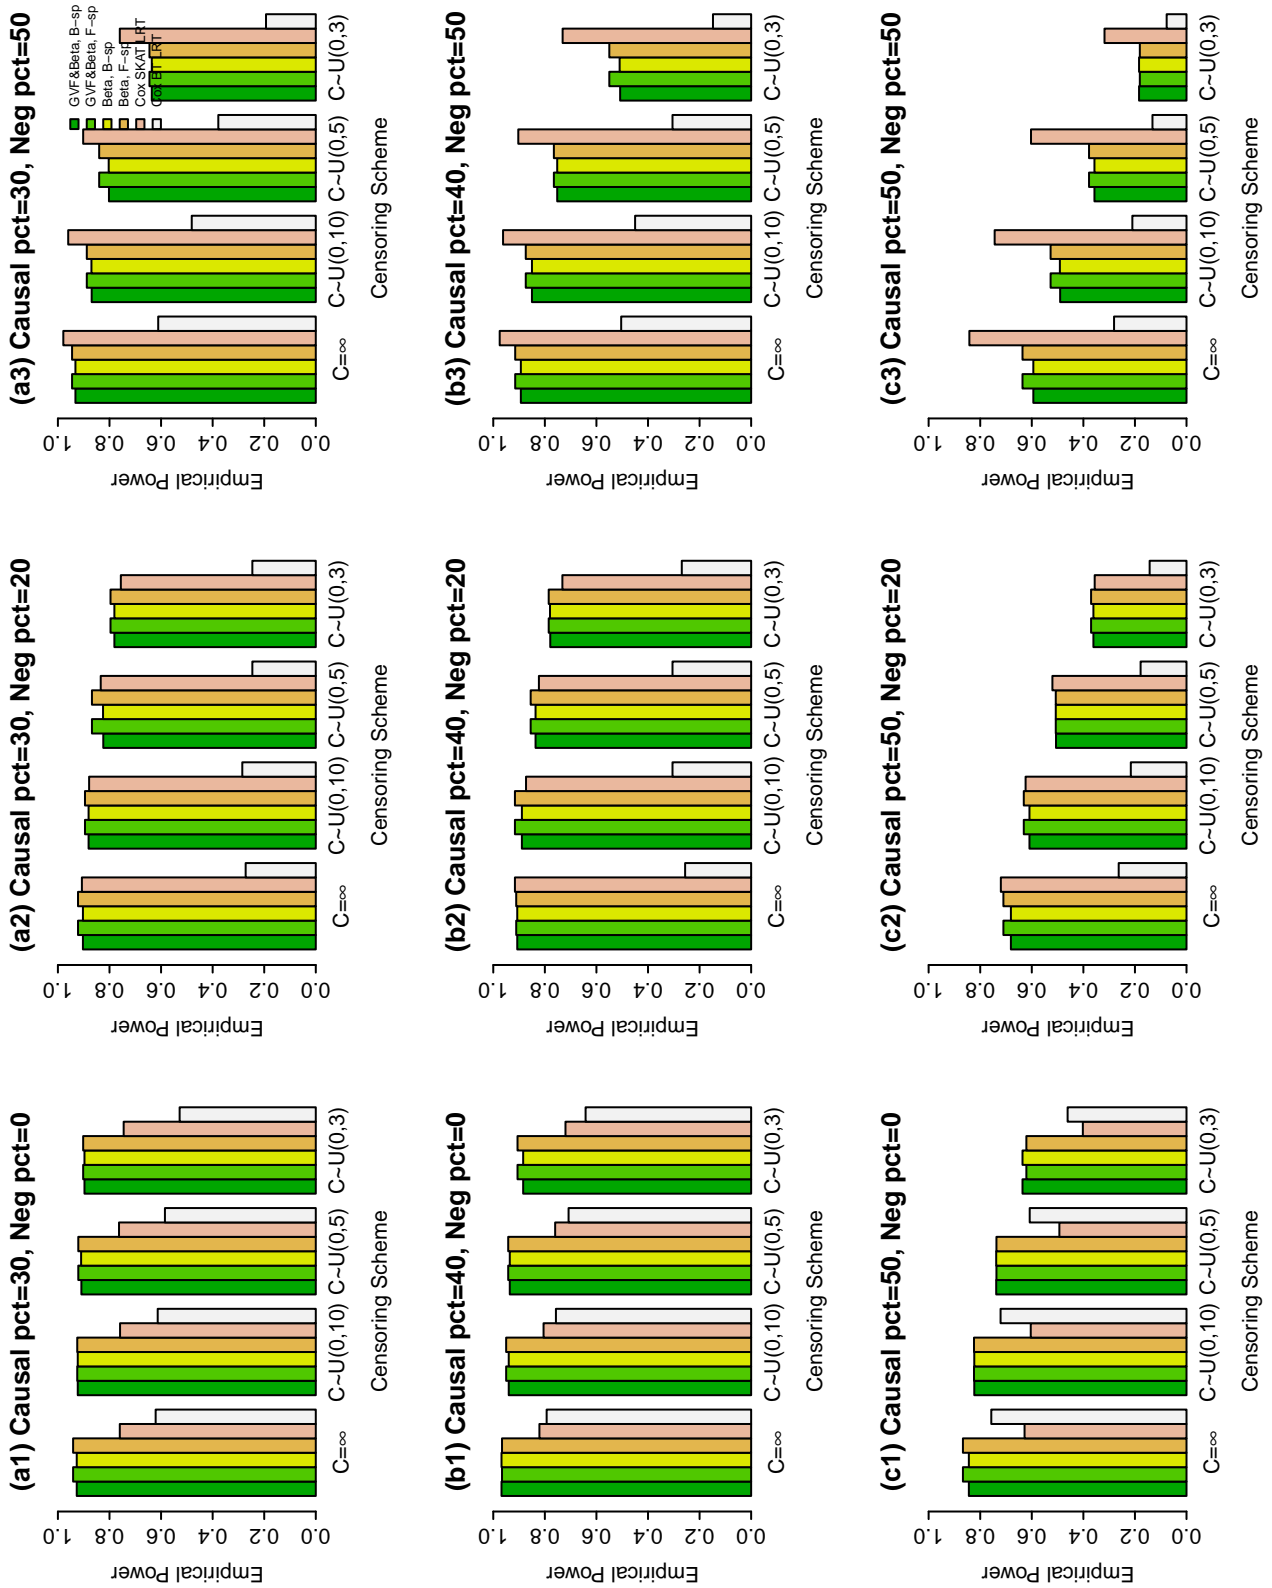 (a1) Causal pct=30, Neg pct=0
Empirical Power
1.0
0.8
0.6
0.4
0.2
0.0
C=∞
C~U(0,10)
C~U(0,5)
C~U(0,3)
Censoring Scheme
(a2) Causal pct=30, Neg pct=20
Empirical Power
1.0
0.8
0.6
0.4
0.2
0.0
C=∞
C~U(0,10)
C~U(0,5)
C~U(0,3)
Censoring Scheme
(a3) Causal pct=30, Neg pct=50
GVF&Beta, B−sp
GVF&Beta, F−sp
Beta, B−sp
Beta, F−sp
Cox SKAT LRT
Cox BT LRT
Empirical Power
1.0
0.8
0.6
0.4
0.2
0.0
C=∞
C~U(0,10)
C~U(0,5)
C~U(0,3)
Censoring Scheme
(b1) Causal pct=40, Neg pct=0
Empirical Power
1.0
0.8
0.6
0.4
0.2
0.0
C=∞
C~U(0,10)
C~U(0,5)
C~U(0,3)
Censoring Scheme
(b2) Causal pct=40, Neg pct=20
Empirical Power
1.0
0.8
0.6
0.4
0.2
0.0
C=∞
C~U(0,10)
C~U(0,5)
C~U(0,3)
Censoring Scheme
(b3) Causal pct=40, Neg pct=50
Empirical Power
1.0
0.8
0.6
0.4
0.2
0.0
C=∞
C~U(0,10)
C~U(0,5)
C~U(0,3)
Censoring Scheme
(c1) Causal pct=50, Neg pct=0
Empirical Power
1.0
0.8
0.6
0.4
0.2
0.0
C=∞
C~U(0,10)
C~U(0,5)
C~U(0,3)
Censoring Scheme
(c2) Causal pct=50, Neg pct=20
Empirical Power
1.0
0.8
0.6
0.4
0.2
0.0
C=∞
C~U(0,10)
C~U(0,5)
C~U(0,3)
Censoring Scheme
(c3) Causal pct=50, Neg pct=50
Empirical Power
1.0
0.8
0.6
0.4
0.2
0.0
C=∞
C~U(0,10)
C~U(0,5)
C~U(0,3)
Censoring Scheme